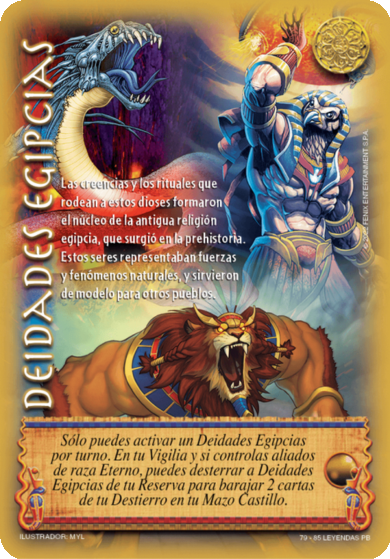 DEIDADES EGIPCIAS
Las creencias y los rituales que
rodean a estos dioses formaron
el núcleo de la antigua religión
egipcia, que surgió en la prehistoria.
Estos seres representaban fuerzas
y fenómenos naturales, y sirvieron
de modelo para otros pueblos.
FENIX ENTERTAINMENT S.P.A.
Sólo puedes activar un Deidades Egipcias
por turno. En tu Vigilia y si controlas aliados
de raza Eterno, puedes desterrar a Deidades
Egipcias de tu Reserva para barajar 2 cartas
de tu Destierro en tu Mazo Castillo.
ILUSTRADOR: MYL
79 - 85 LEYENDAS PB